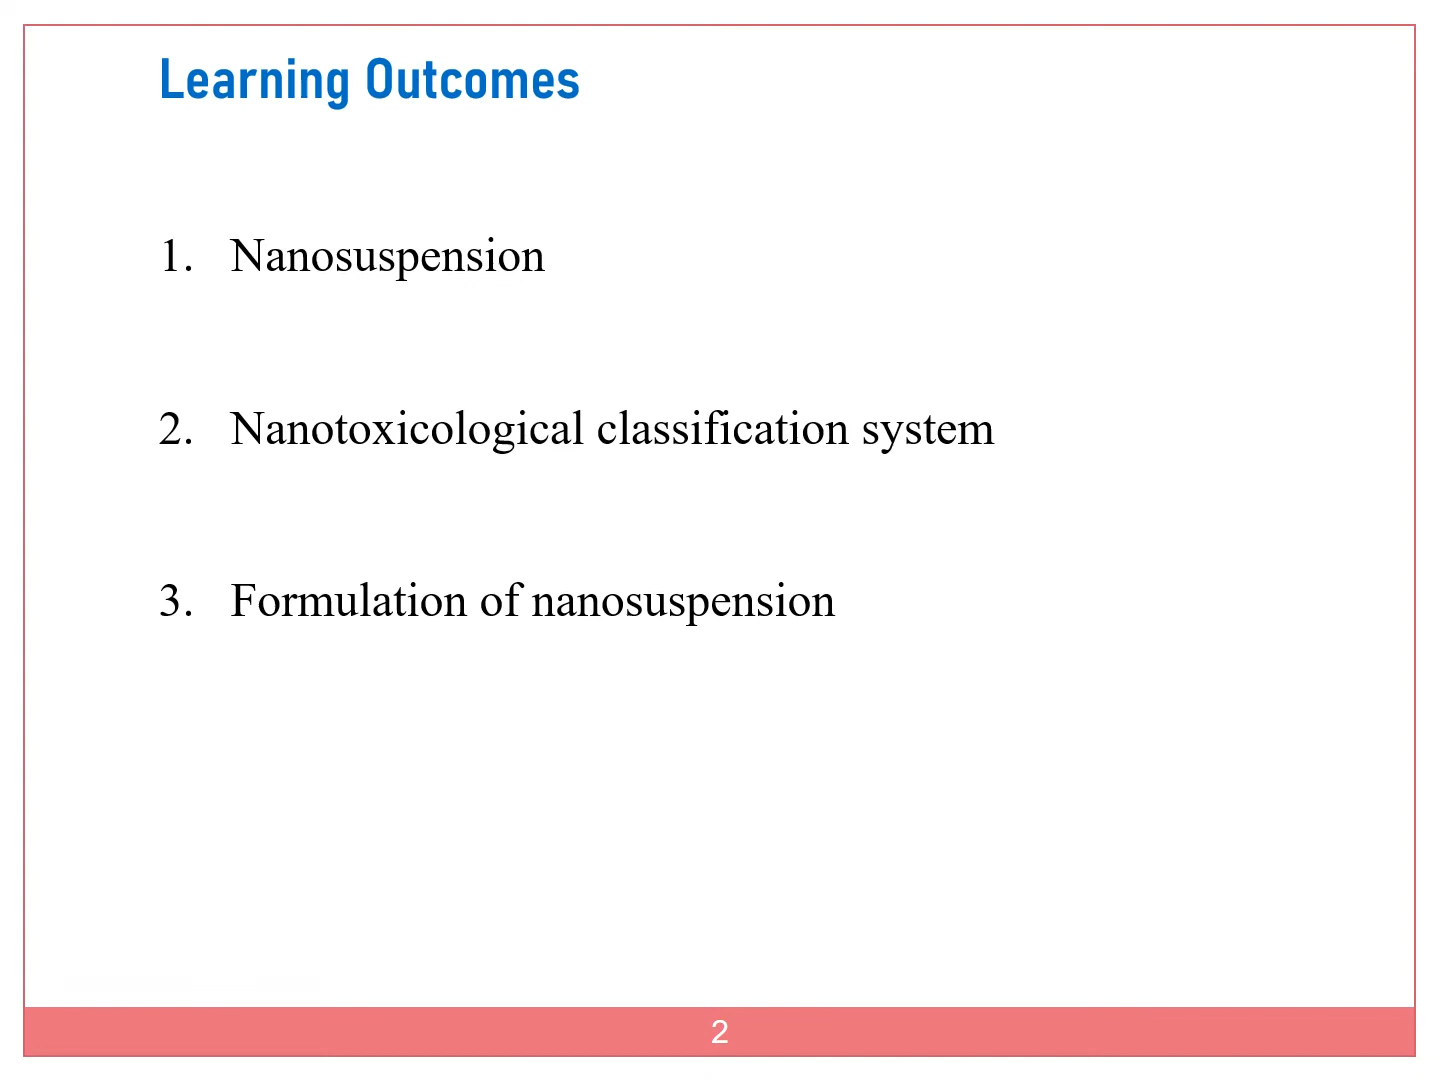 Learning Outcomes
1. Nanosuspension
2. Nanotoxicological classification system
3. Formulation of nanosuspension
2